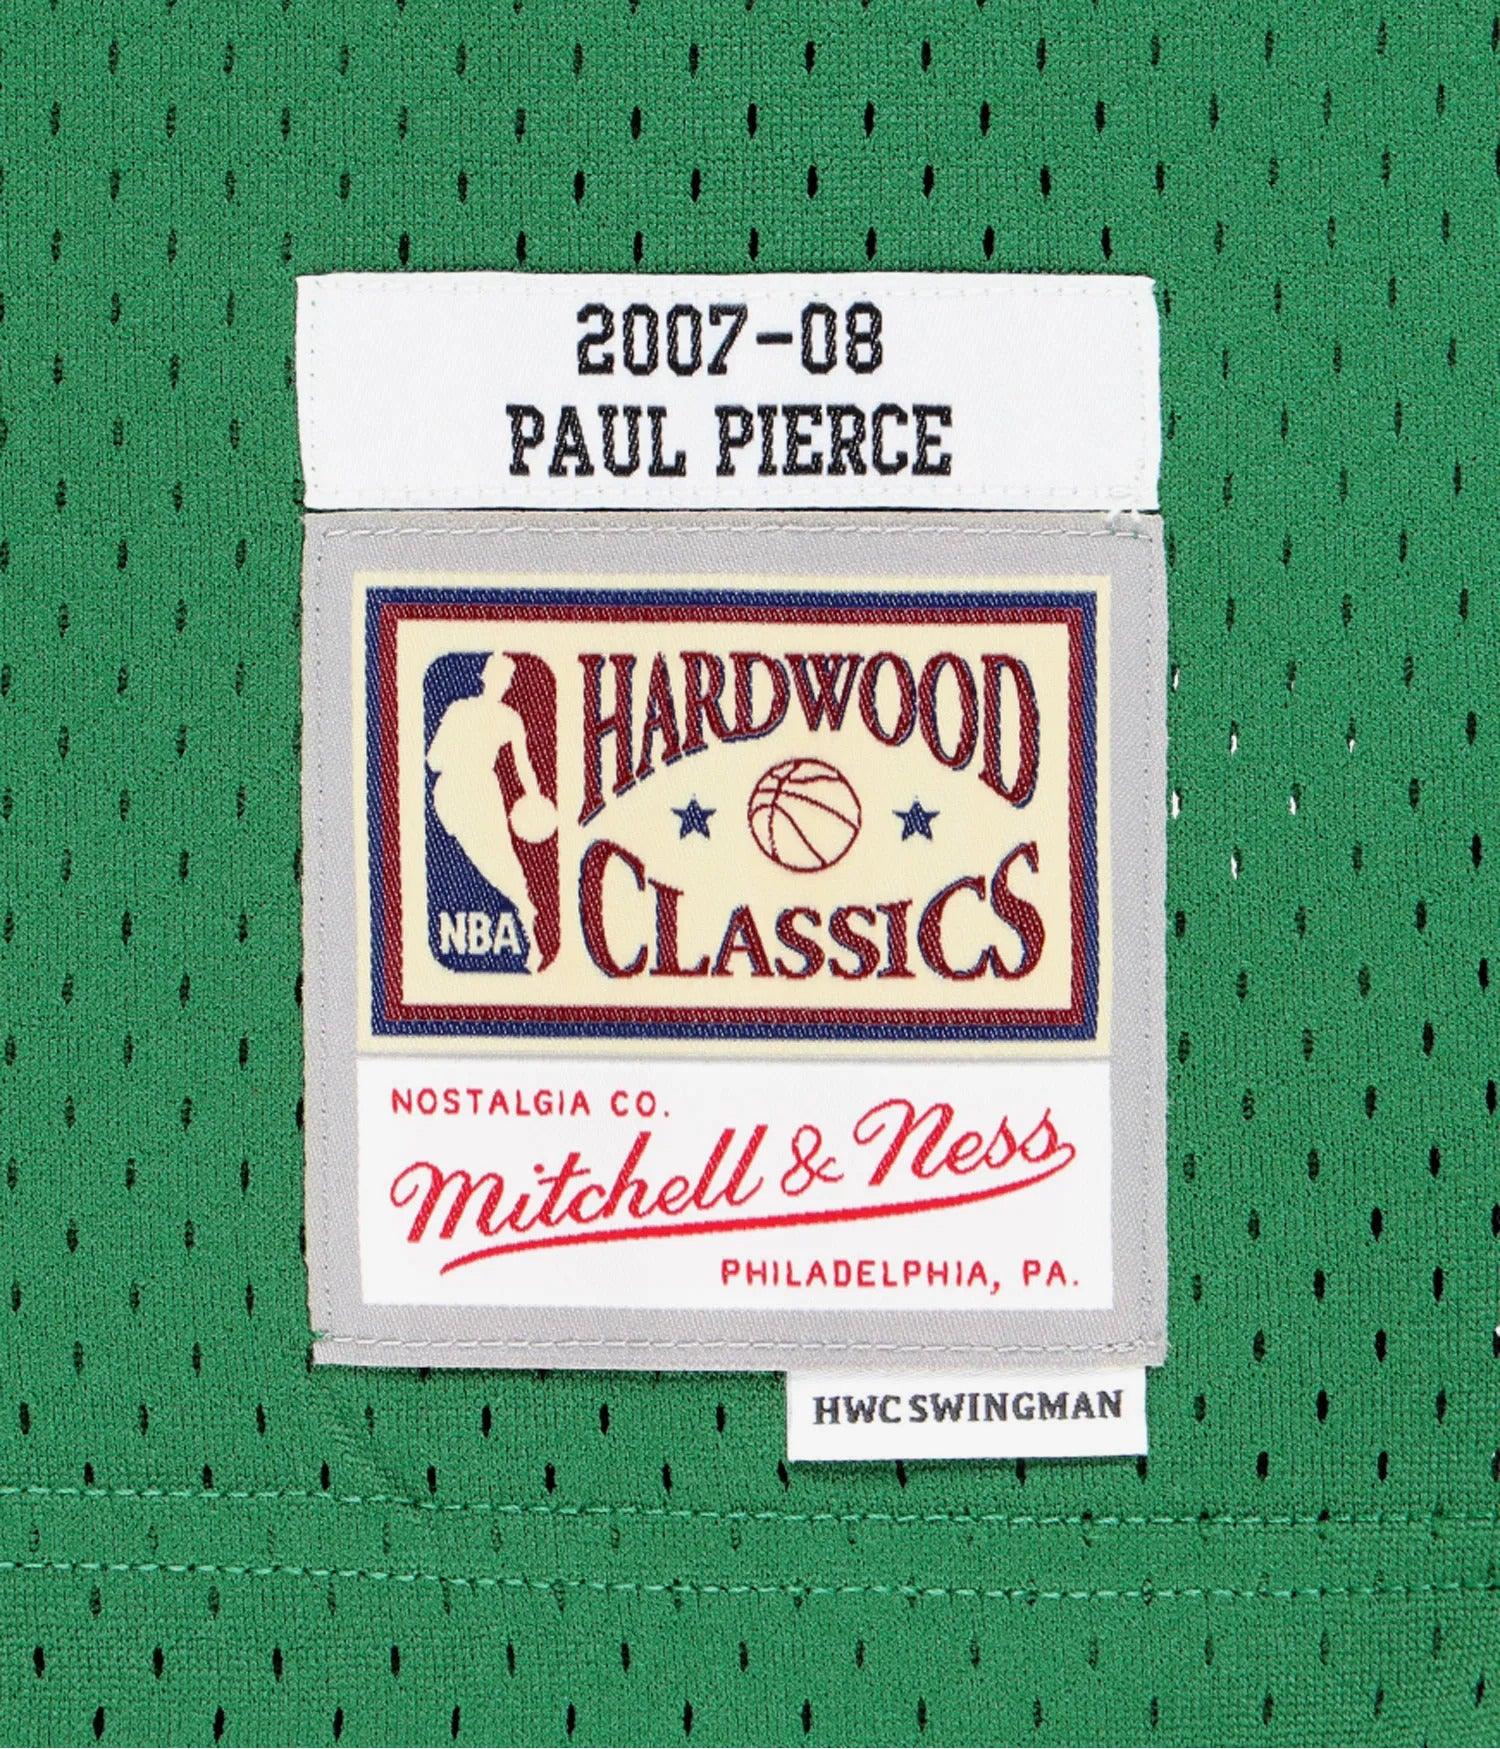 2007-08
PAUL PIERCE
HARDWOOD
CLASSICS
NBA
NOSTALGIA CO.
Mitchell & Ness
PHILADELPHIA, PA.
HWC SWINGMAN